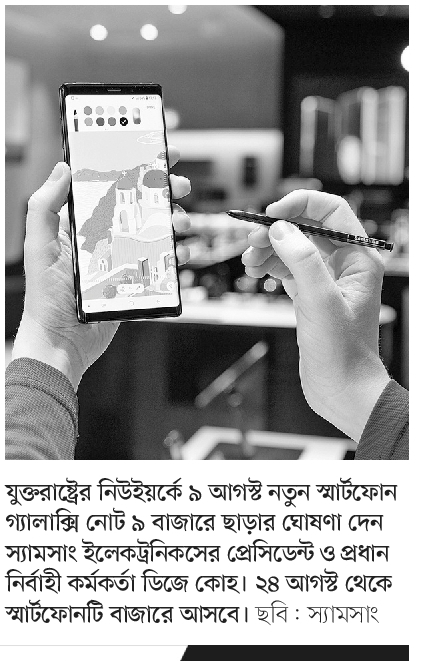 যুক্তরাষ্ট্রের নিউইয়র্কে ৯ আগস্ট নতুন স্মার্টফোন
গ্যালাক্সি নোট ৯ বাজারে ছাড়ার ঘোষণা দেন
স্যামসাং ইলেকট্রনিকসের প্রেসিডেন্ট ও প্রধান
নির্বাহী কর্মকর্তা ডিজে কোহ। ২৪ আগস্ট থেকে
স্মার্টফোনটি বাজারে আসবে। ছবি : স্যামসাং